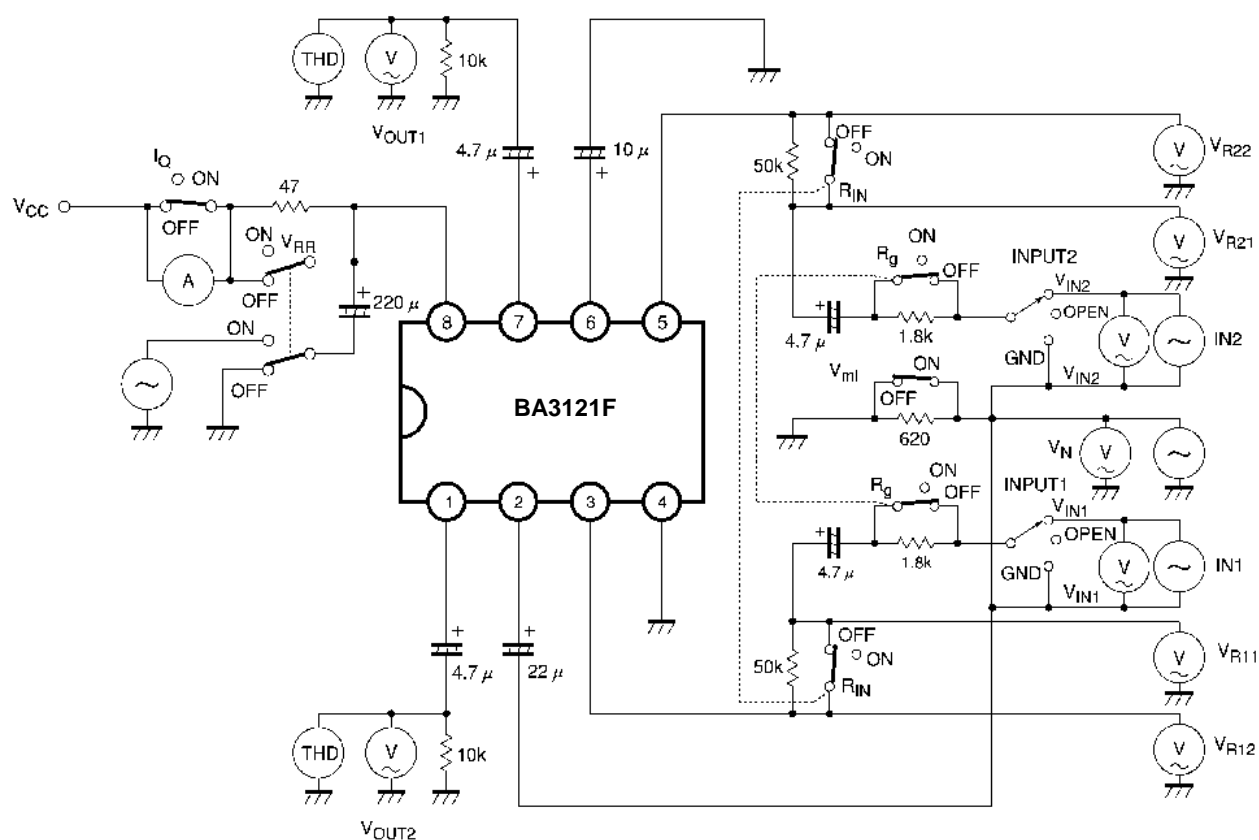 THD
V
10k
VOUT1
4.7 μ
+
10 μ
+
OFF
ON
50k
RIN
V
VR22
IQ
ON
VCC
OFF
47
A
ON
VRR
OFF
ON
OFF
+
220 μ
V
VR21
8
7
6
5
BA3121F
1
2
3
4
ON
Rg
OFF
INPUT2
VIN2
OPEN
+
4.7 μ
1.8k
GND
V
VIN2
IN2
Vml
ON
OFF
620
VN
V
ON
Rg
OFF
INPUT1
VIN1
OPEN
+
4.7 μ
1.8k
GND
V
VIN1
IN1
+
4.7 μ
+
22 μ
OFF
ON
50k
RIN
V
VR11
THD
V
10k
VOUT2
V
VR12